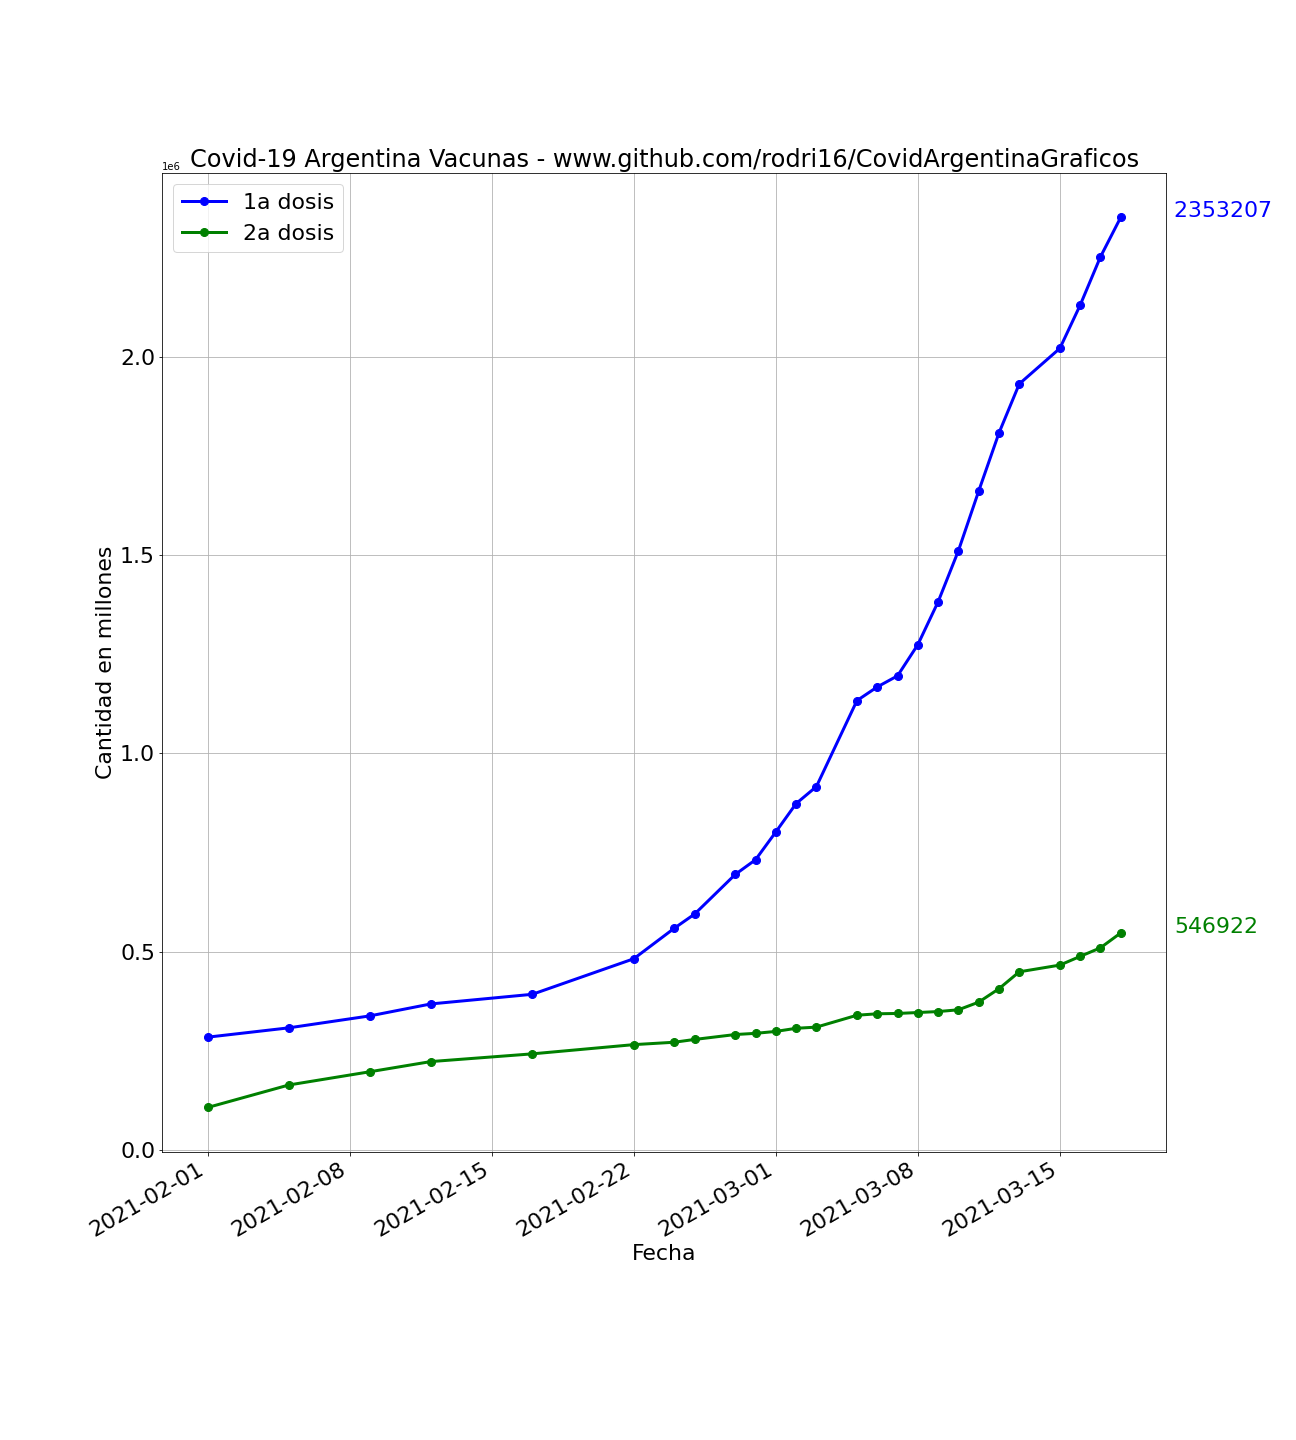 Covid-19 Argentina Vacunas - www.github.com/rodri16/CovidArgentinaGraficos
1e6
1a dosis
2a dosis
2353207
546922
2.0
1.5
1.0
0.5
0.0
Cantidad en millones
2021-02-01
2021-02-08
2021-02-15
2021-02-22
2021-03-01
2021-03-08
2021-03-15
Fecha